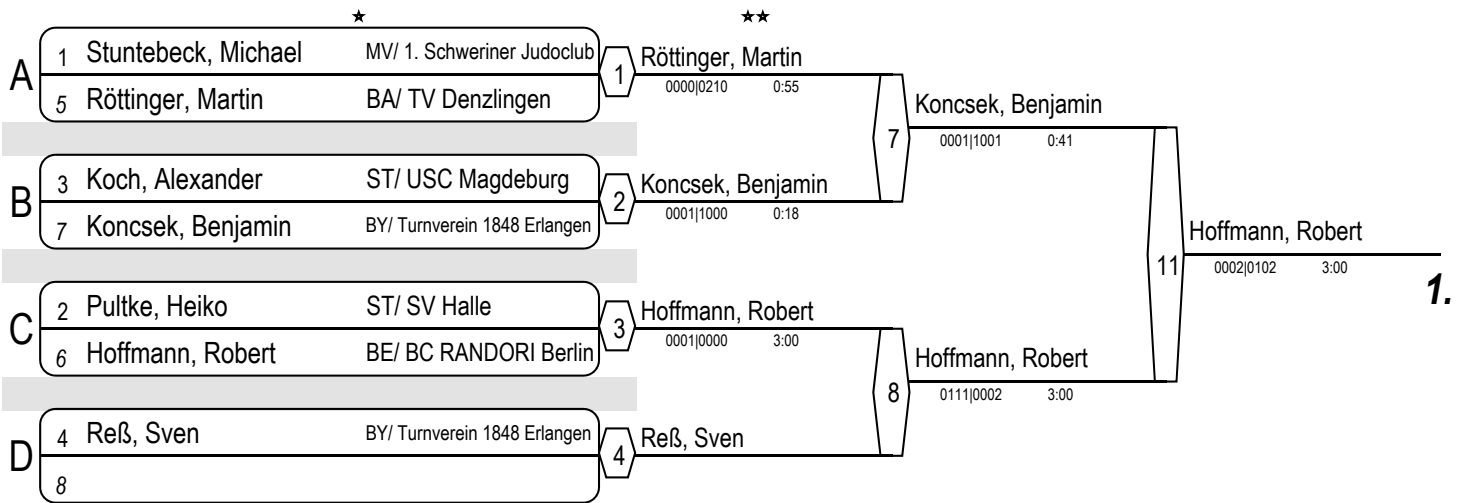 ★ ★★
A
1 Stuntebeck, Michael MV/ 1. Schweriner Judoclub
5 Röttinger, Martin BA/ TV Denzlingen
1
Röttinger, Martin
0000|0210 0:55
B
3 Koch, Alexander ST/ USC Magdeburg
7 Koncsek, Benjamin BY/ Turnverein 1848 Erlangen
2
Koncsek, Benjamin
0001|1000 0:18
7
Koncsek, Benjamin
0001|1001 0:41
C
2 Pultke, Heiko ST/ SV Halle
6 Hoffmann, Robert BE/ BC RANDORI Berlin
3
Hoffmann, Robert
0001|0000 3:00
D
4 Reß, Sven BY/ Turnverein 1848 Erlangen
8
4
Reß, Sven
8
Hoffmann, Robert
0111|0002 3:00
11
Hoffmann, Robert
0002|0102 3:00
1.